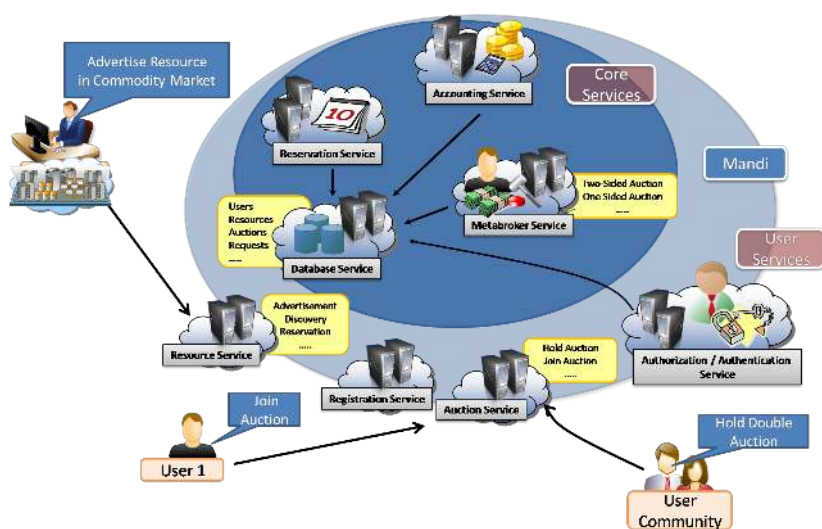 Advertise Resource
in Commodity Market
Accounting Service
Core
Services
10
Reservation Service
Mandi
Two-Sided Auction
One Sided Auction
.....
Metabroker Service
Users
Resources
Auctions
Requests
.....
Database Service
User
Services
Advertisement
Discovery
Reservation
.....
Resource Service
Hold Auction
Join Auction
.....
Authorization / Authentication
Service
Registration Service
Auction Service
Join
Auction
User 1
Hold Double
Auction
User
Community